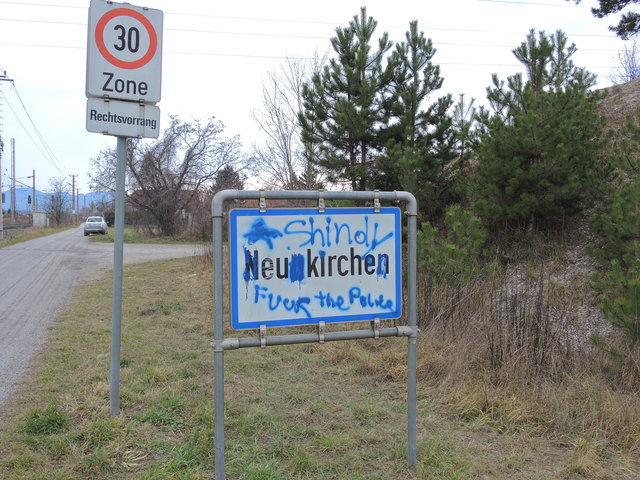 30
Zone
Rechtsvorrang
Shindy
Neunkirchen
Fuck the Police